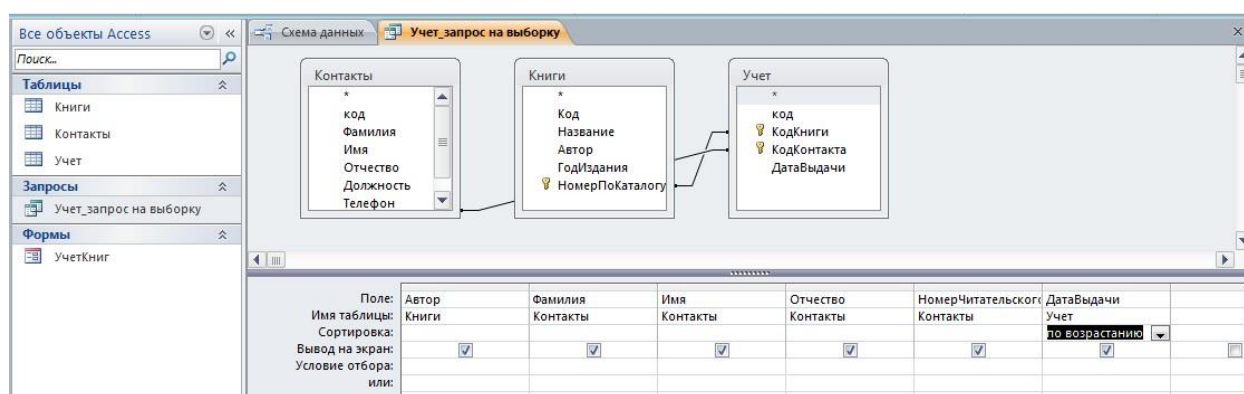 Все объекты Access
Поиск...
Таблицы
Книги
Контакты
Учет
Запросы
Учет_запрос на выборку
Формы
УчетКниг
Схема данных Учет_запрос на выборку
Контакты
*
код
Фамилия
Имя
Отчество
Должность
Телефон
Книги
*
Код
Название
Автор
ГодИздания
НомерПоКаталогу
Учет
*
код
КодКниги
КодКонтакта
ДатаВыдачи
Поле: Автор Фамилия Имя Отчество НомерЧитательского ДатаВыдачи
Имя таблицы: Книги Контакты Контакты Контакты Контакты Учет
Сортировка: по возрастанию
Вывод на экран:
Условие отбора:
или: